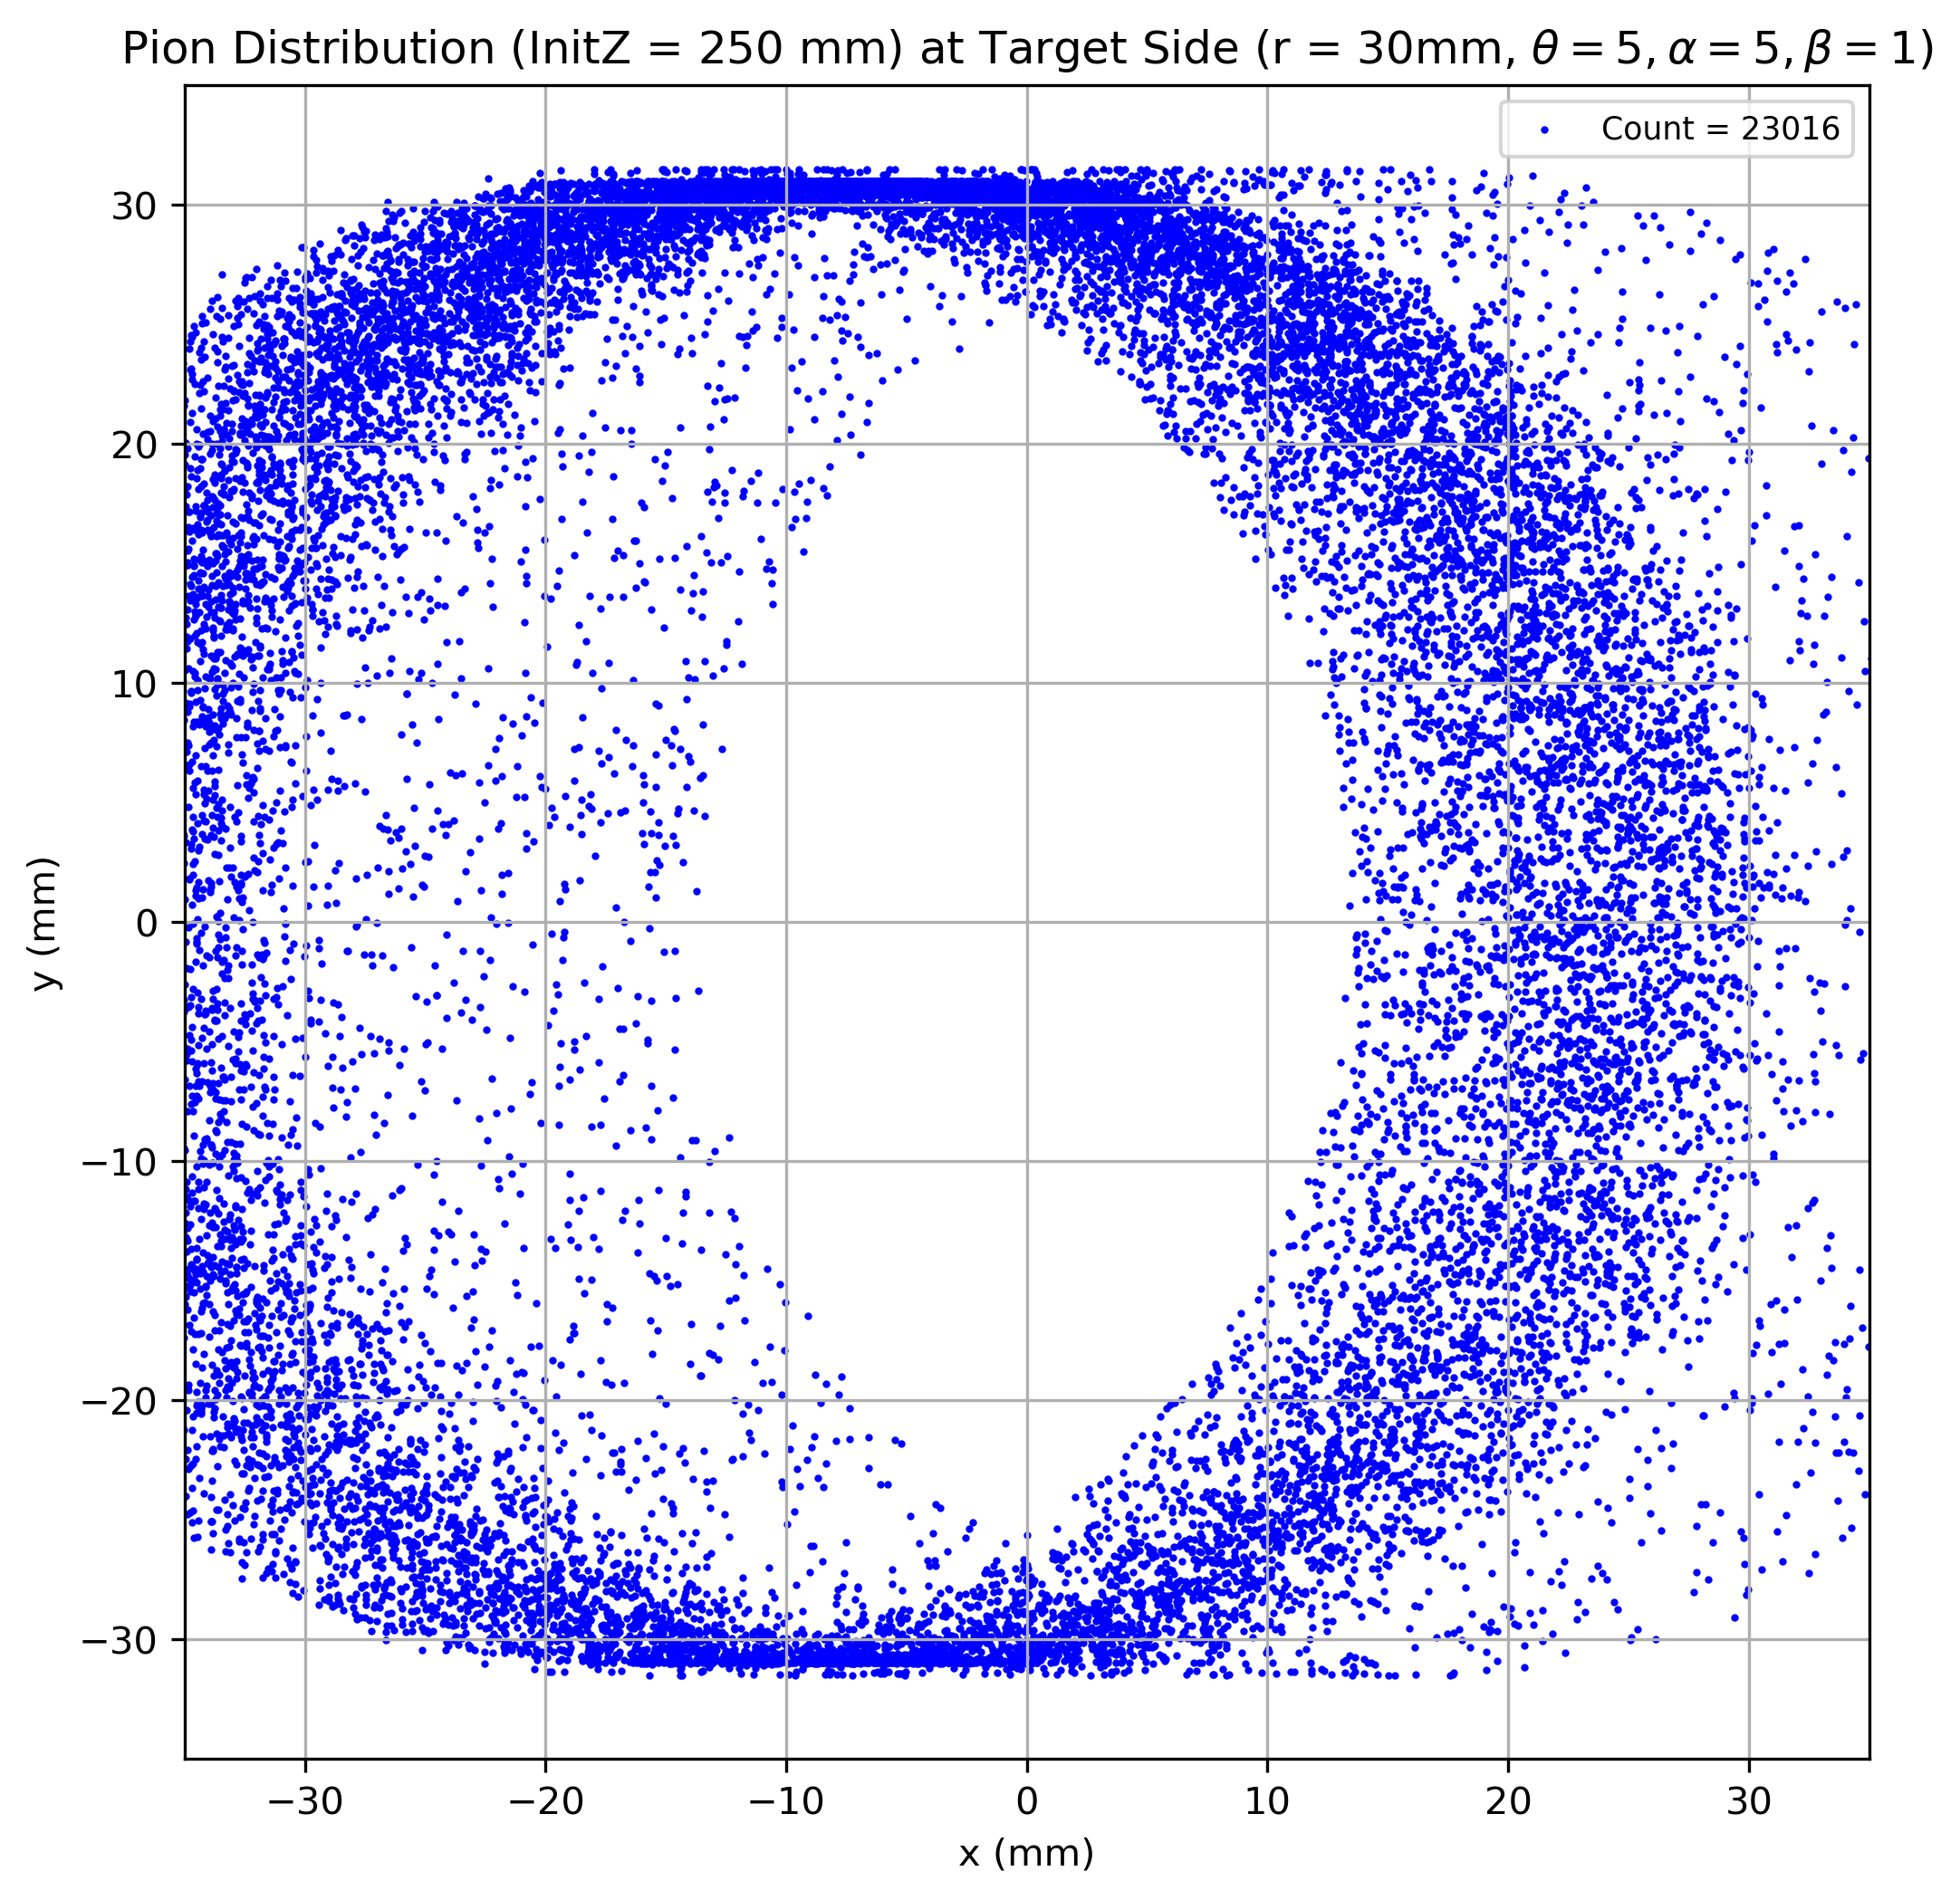 Pion Distribution (InitZ = 250 mm) at Target Side (r = 30mm, θ = 5, α = 5, β = 1)
Count = 23016
30
20
10
0
−10
−20
−30
y (mm)
−30 −20 −10 0 10 20 30
x (mm)